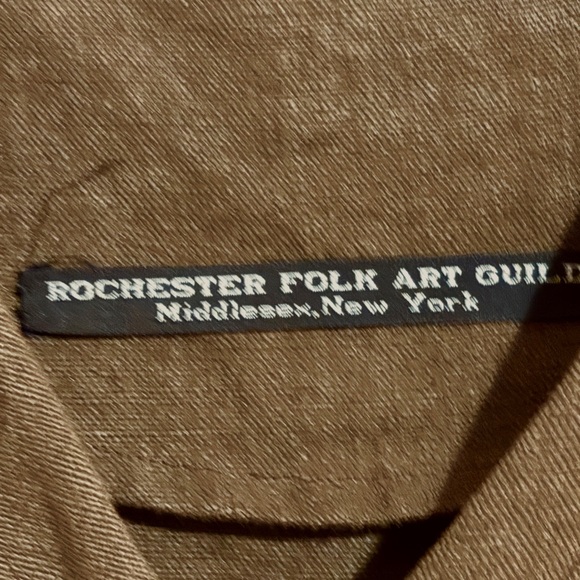 ROCHESTER FOLK ART GUILD
Middlesex, New York